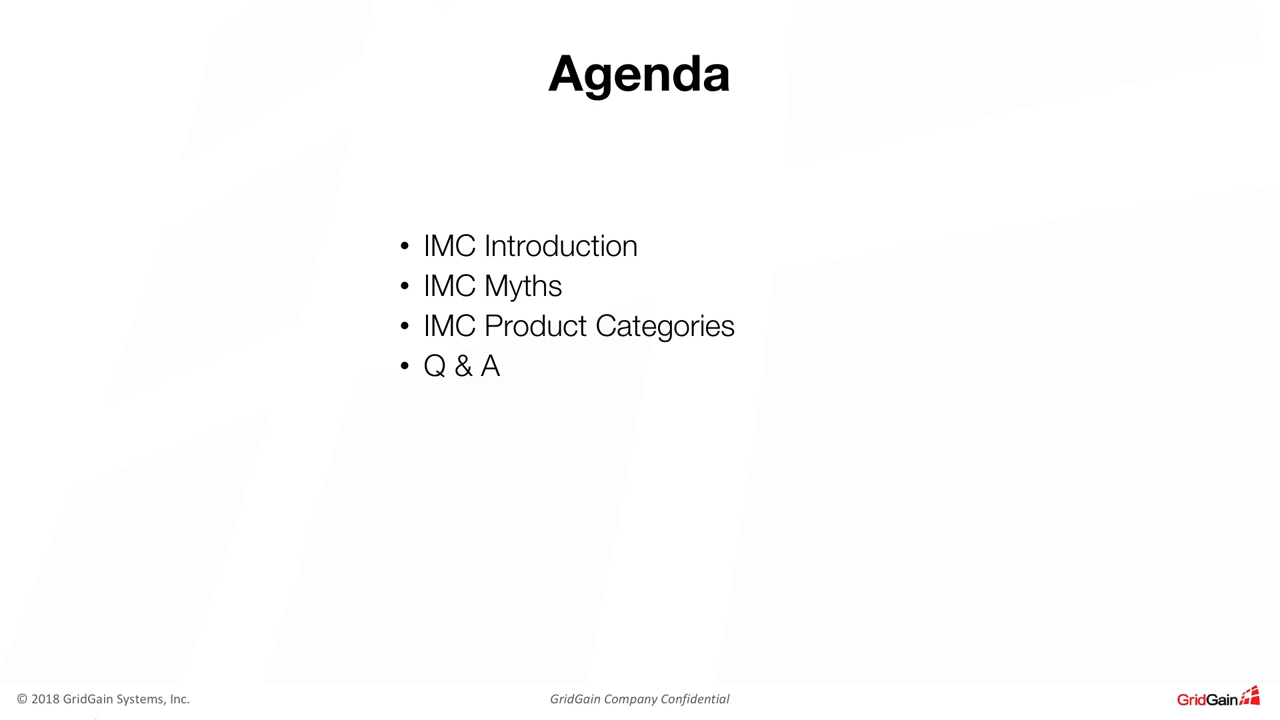 Agenda
• IMC Introduction
• IMC Myths
• IMC Product Categories
• Q & A
© 2018 GridGain Systems, Inc.
GridGain Company Confidential
GridGain